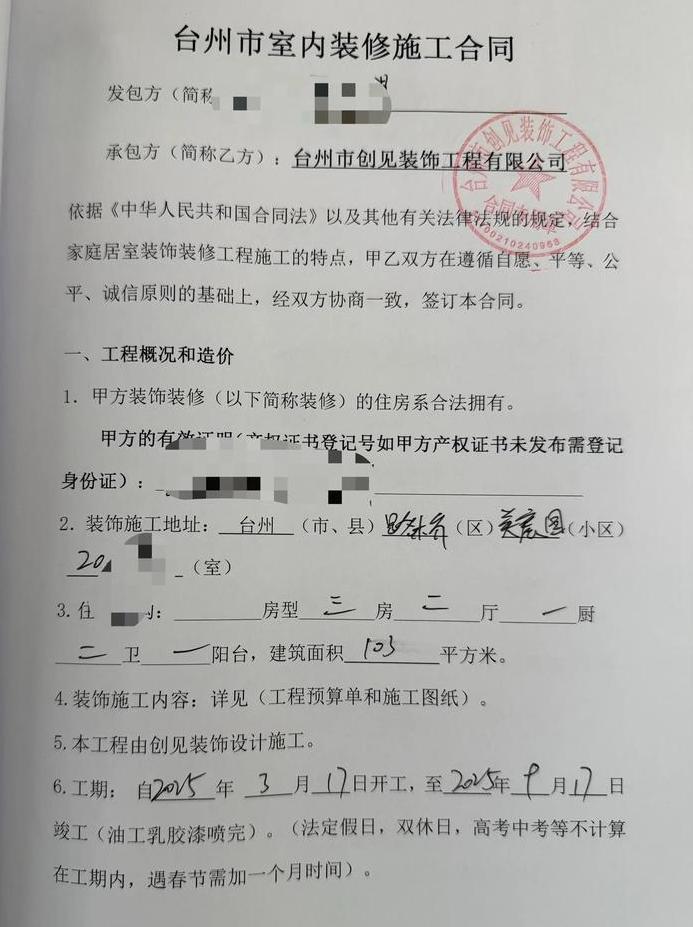 台州市室内装修施工合同
发包方（简称
承包方（简称乙方）：台州市创见装饰工程有限公司
台州市创见装饰工程有限公司
依据《中华人民共和国合同法》以及其他有关法律法规的规定，结合
家庭居室装饰装修工程施工的特点，甲乙双方在遵循自愿、平等、公
平、诚信原则的基础上，经双方协商一致，签订本合同。
一、工程概况和造价
1．甲方装饰装修（以下简称装修）的住房系合法拥有。
甲方的有效证明（产权证书登记号如甲方产权证书未发布需登记
身份证）：
2．装饰施工地址：台州（市、县）（区）（小区）
20（室）
3.住：房型三房二厅一厨
二卫一阳台，建筑面积103平方米。
4.装饰施工内容：详见（工程预算单和施工图纸）。
5.本工程由创见装饰设计施工。
6.工期：自2025年3月17日开工，至2025年9月17日
竣工（油工乳胶漆喷完）。（法定假日，双休日，高考中考等不计算
在工期内，遇春节需加一个月时间）。